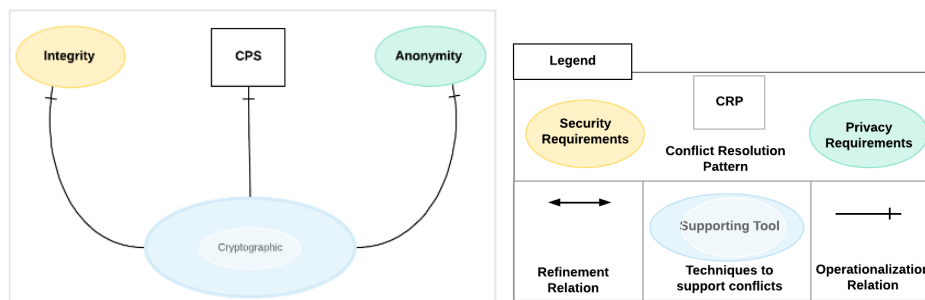 Integrity
CPS
Anonymity
Cryptographic
Legend
Security
Requirements
CRP
Conflict Resolution
Pattern
Privacy
Requirements
Refinement
Relation
Supporting Tool
Techniques to
support conflicts
Operationalization
Relation